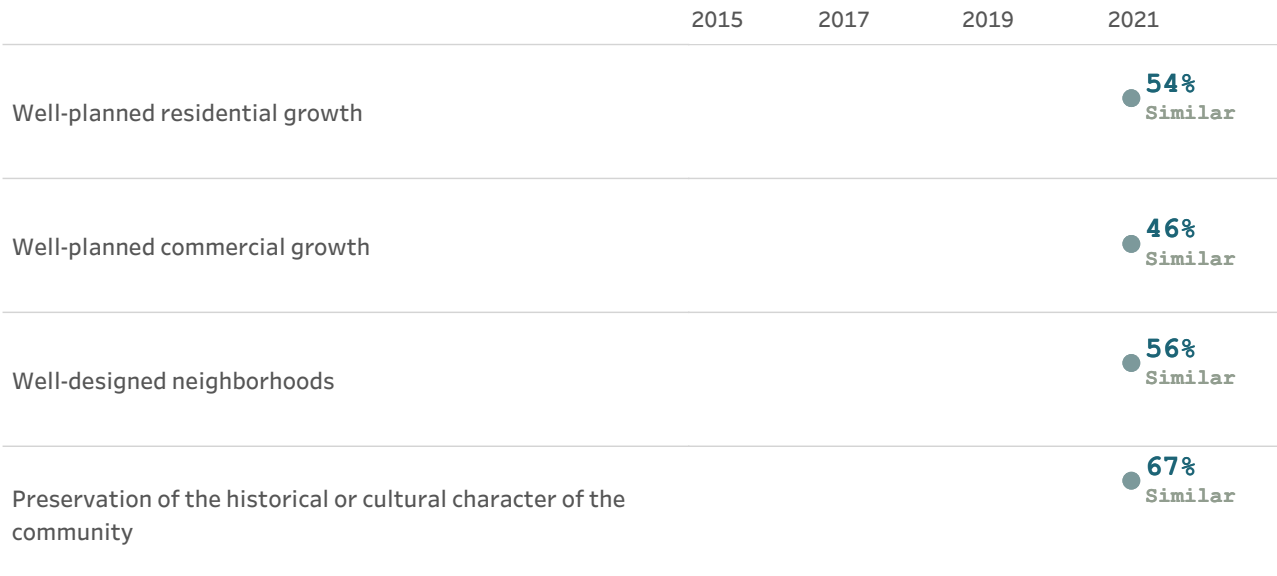 2015 2017 2019 2021
54%
Well-planned residential growth
Similar
46%
Well-planned commercial growth
Similar
56%
Well-designed neighborhoods
Similar
67%
Preservation of the historical or cultural character of the
Similar
community